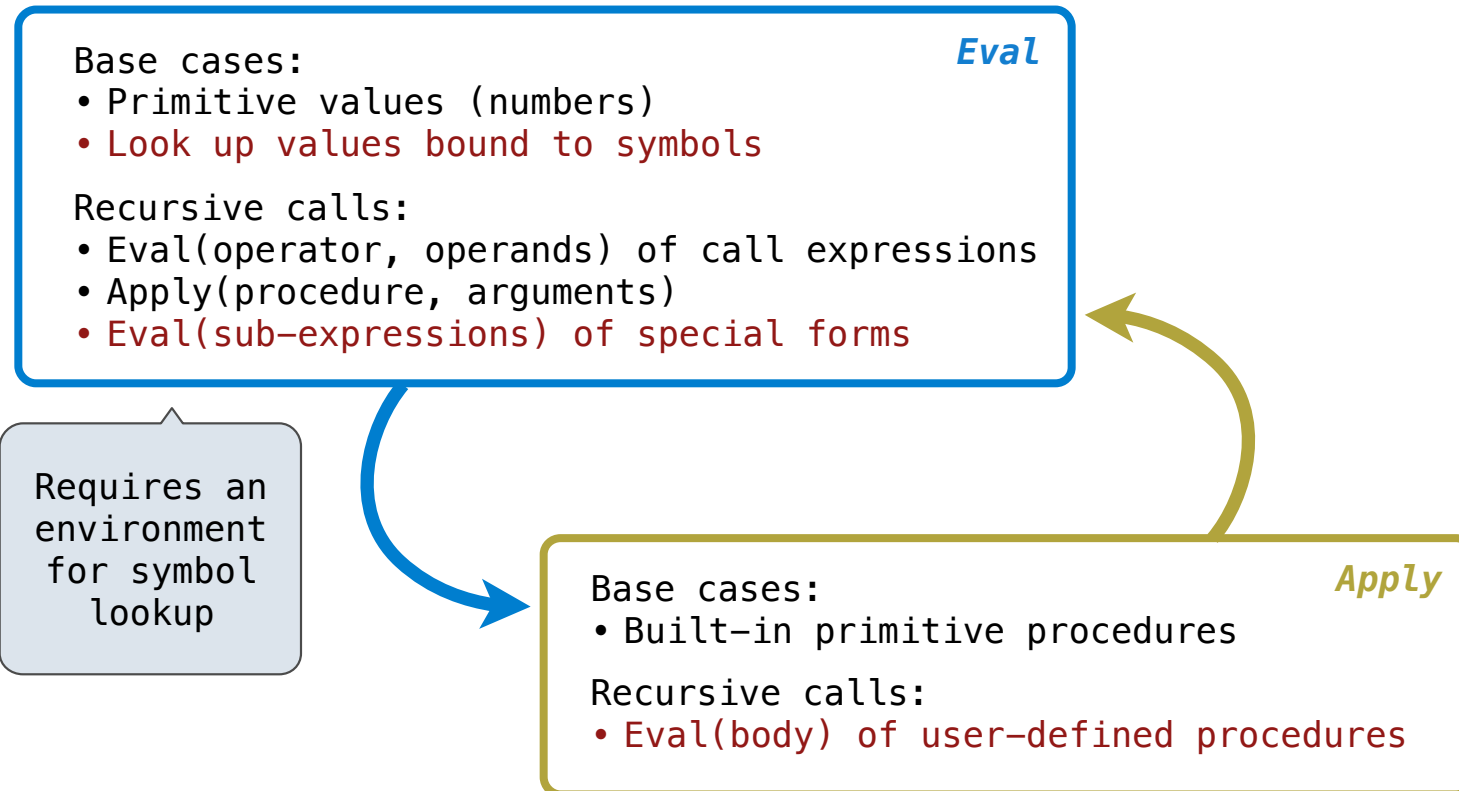 Eval
Base cases:
• Primitive values (numbers)
• Look up values bound to symbols
Recursive calls:
• Eval(operator, operands) of call expressions
• Apply(procedure, arguments)
• Eval(sub-expressions) of special forms
Requires an
environment
for symbol
lookup
Apply
Base cases:
• Built-in primitive procedures
Recursive calls:
• Eval(body) of user-defined procedures